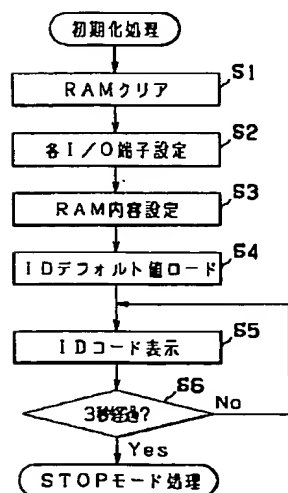 初期化処理
S1
RAMクリア
S2
各I/O端子設定
S3
RAM内容設定
S4
IDデフォルト値ロード
S5
IDコード表示
S6
3秒経過?
No
Yes
STOPモード処理